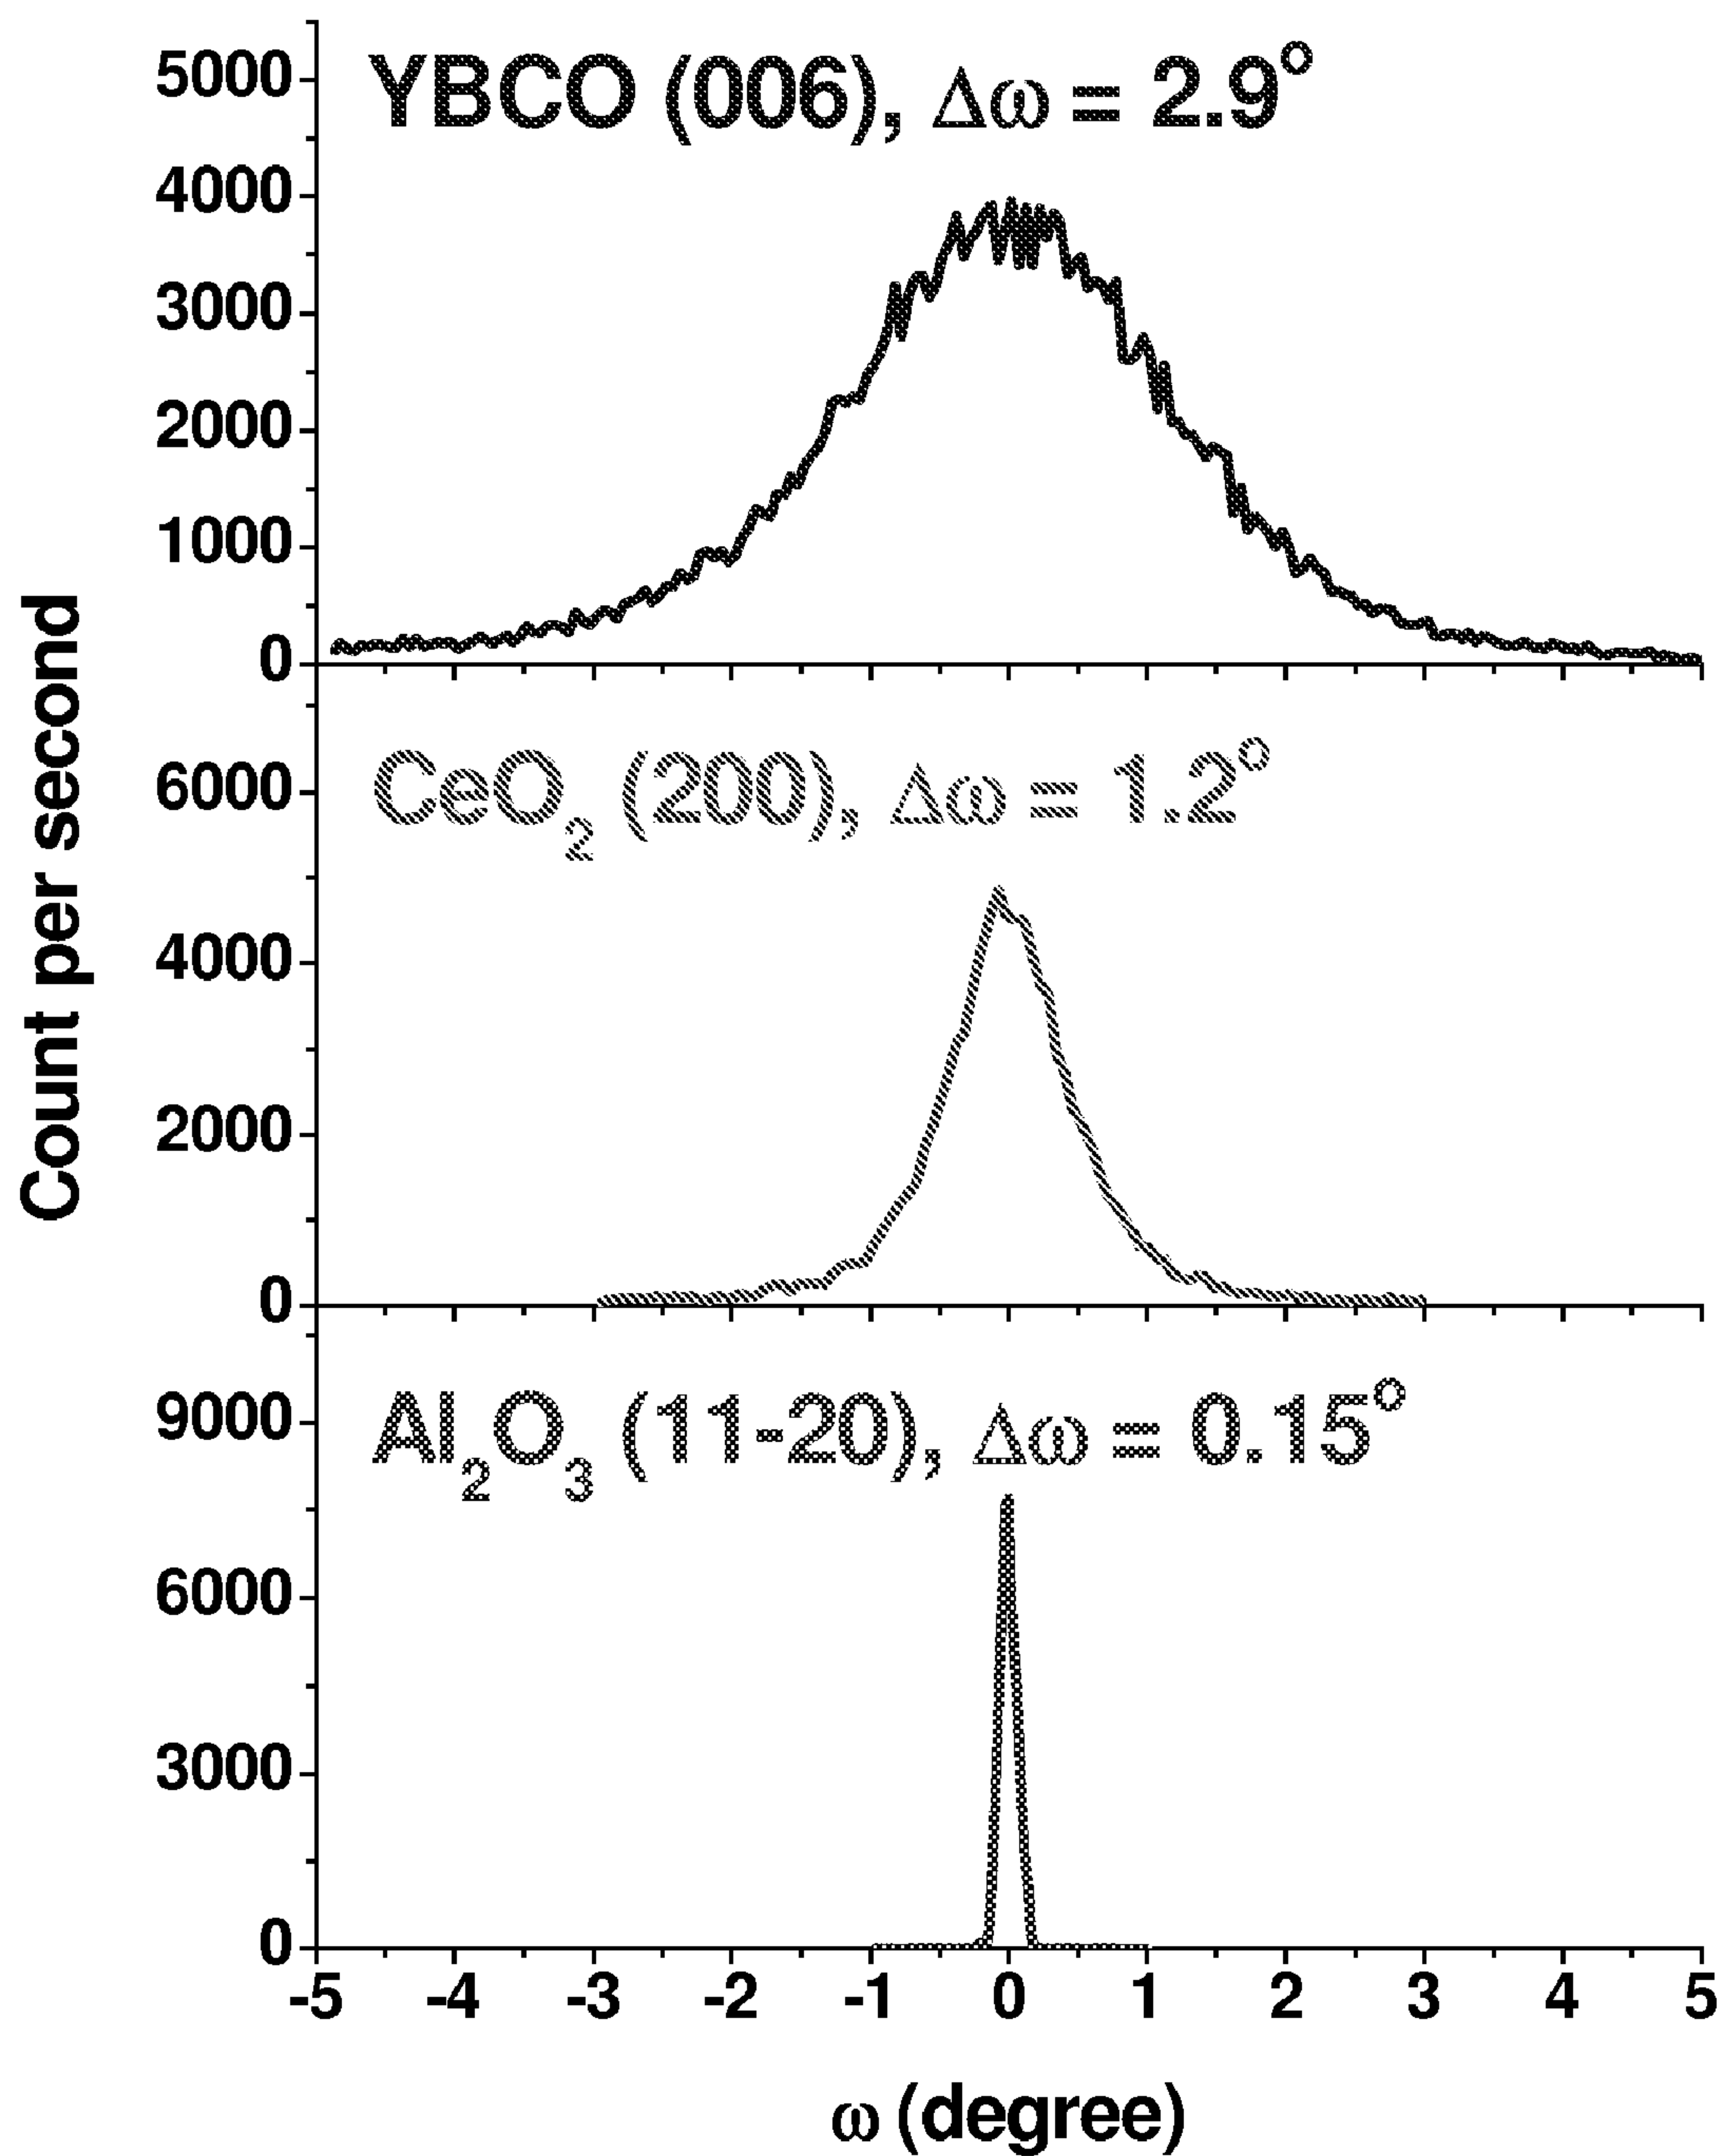 YBCO (006), Δω = 2.9°
5000
4000
3000
2000
1000
0
CeO₂ (200), Δω = 1.2°
6000
4000
2000
0
Al₂O₃ (11-20), Δω = 0.15°
9000
6000
3000
0
Count per second
-5 -4 -3 -2 -1 0 1 2 3 4 5
ω (degree)